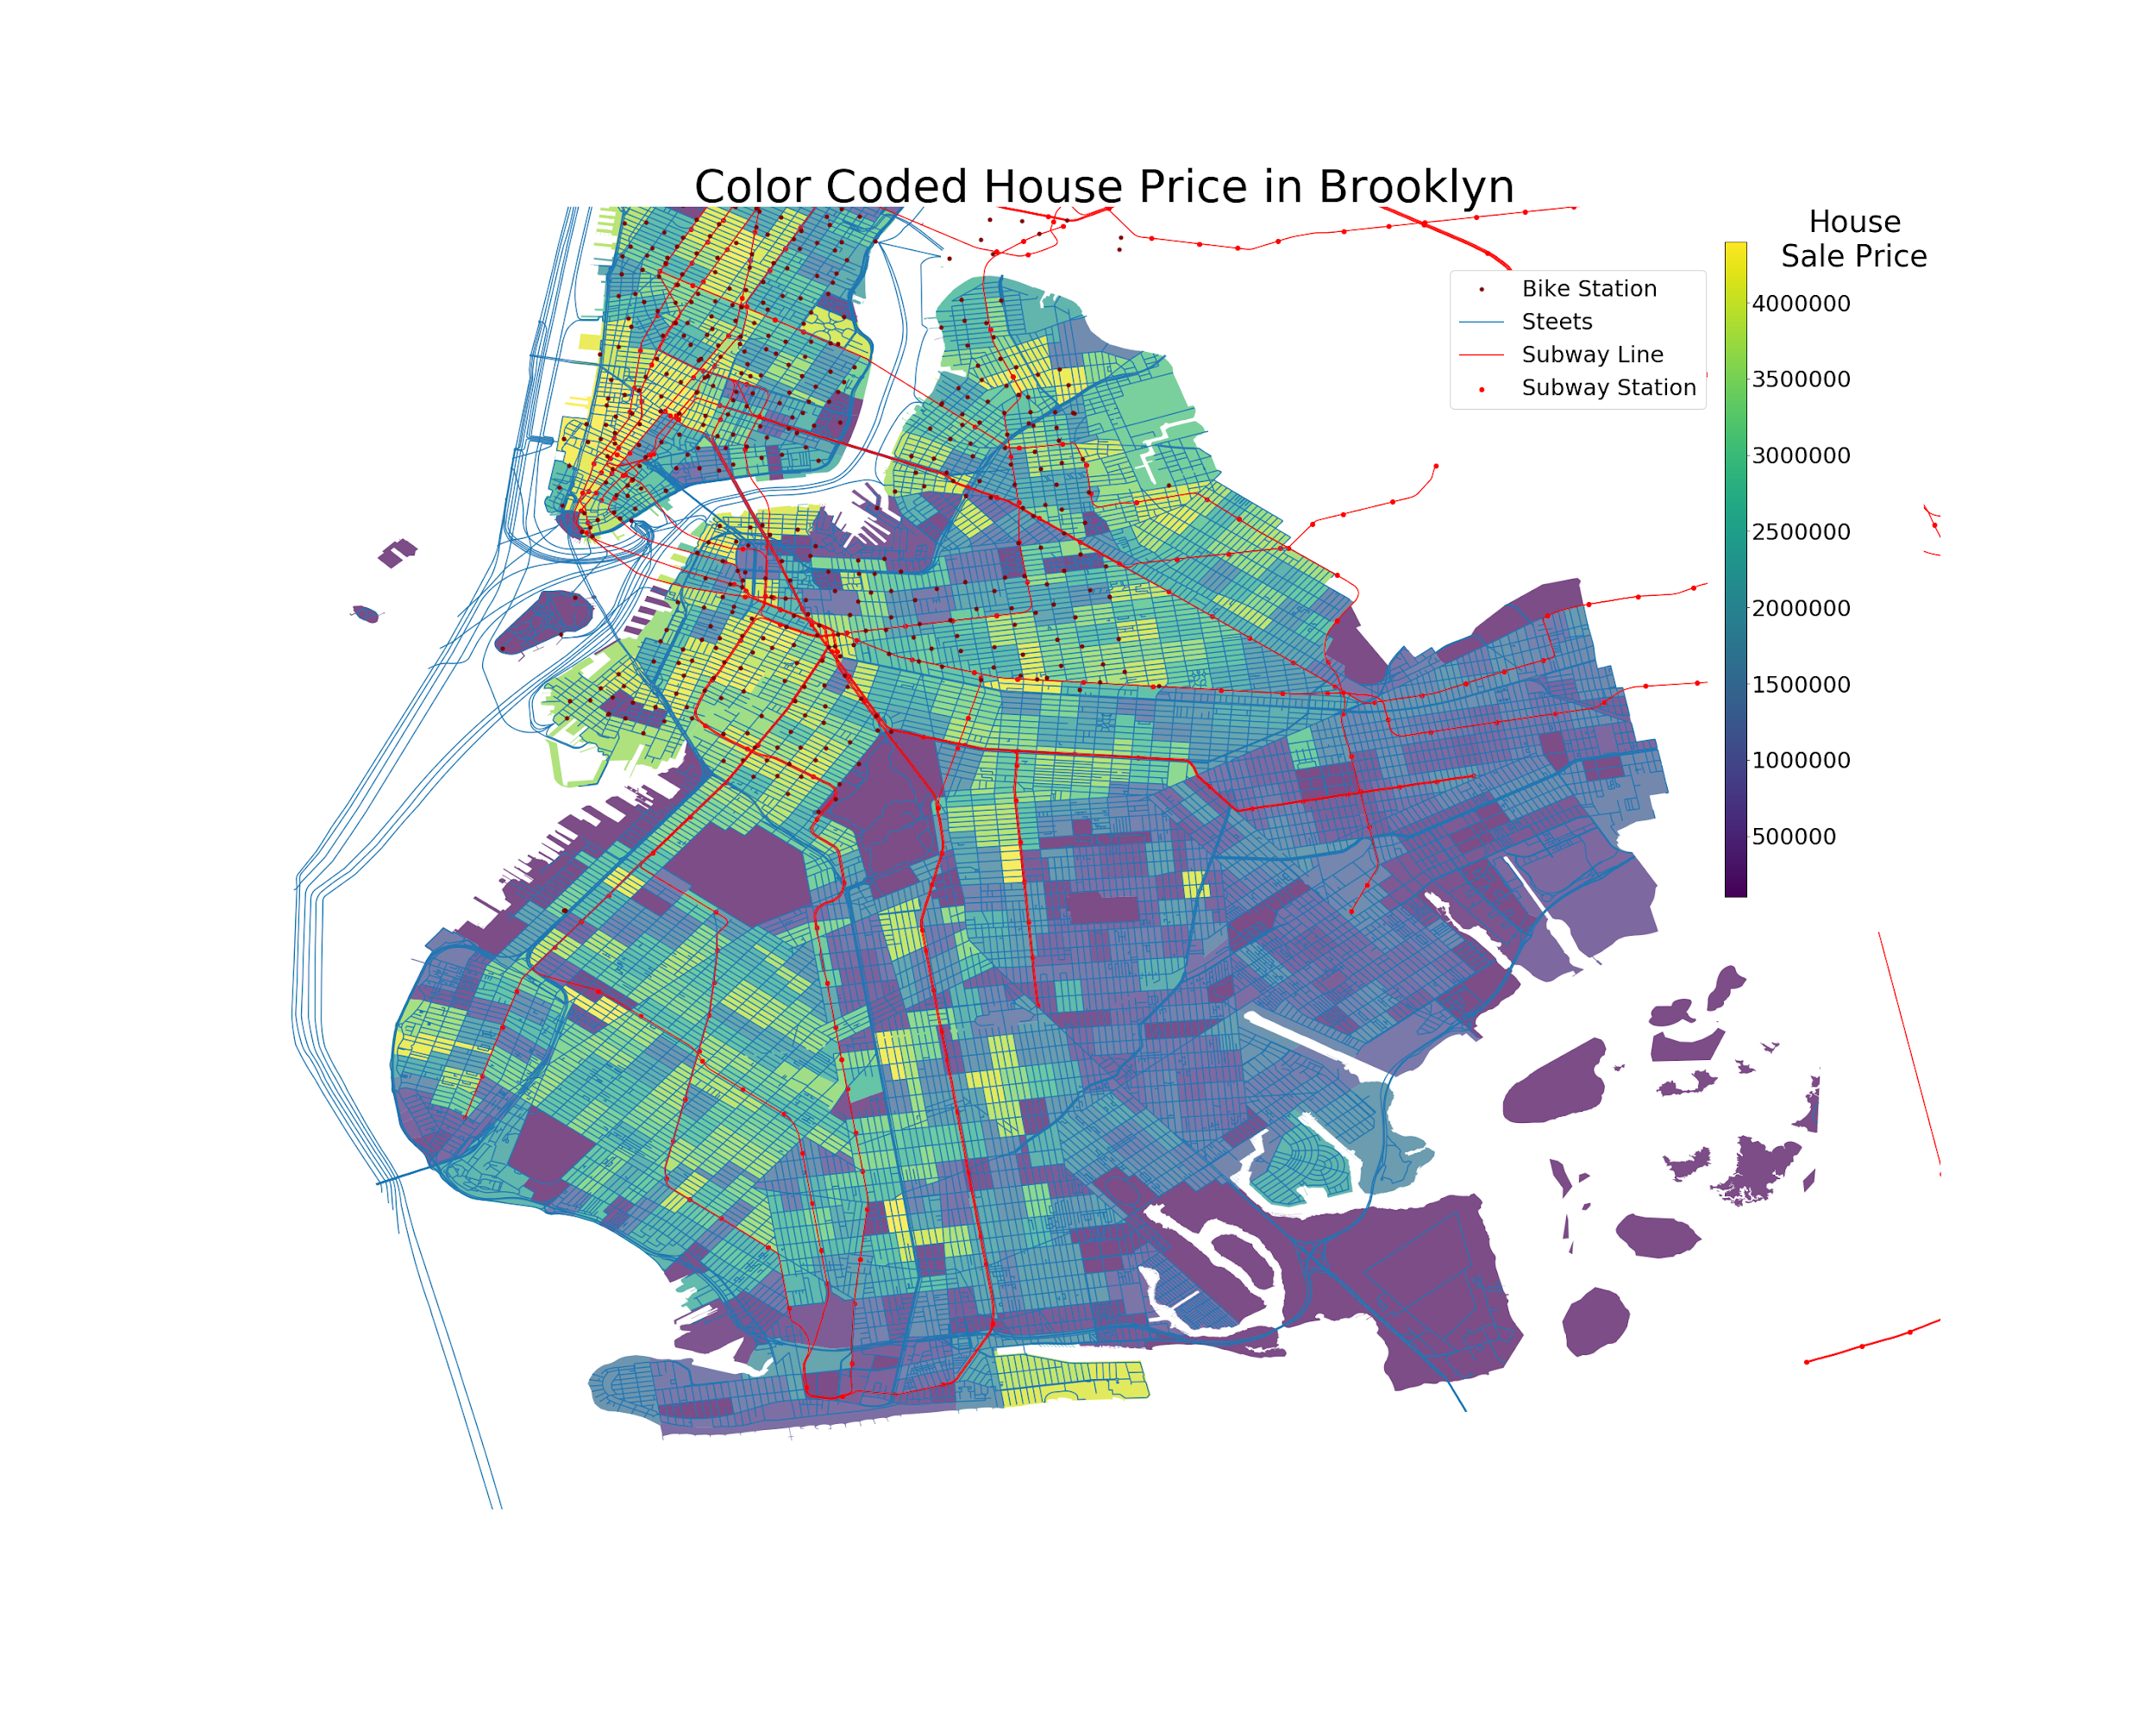 Color Coded House Price in Brooklyn
House
Sale Price
Bike Station
Steets
Subway Line
Subway Station
4000000
3500000
3000000
2500000
2000000
1500000
1000000
500000